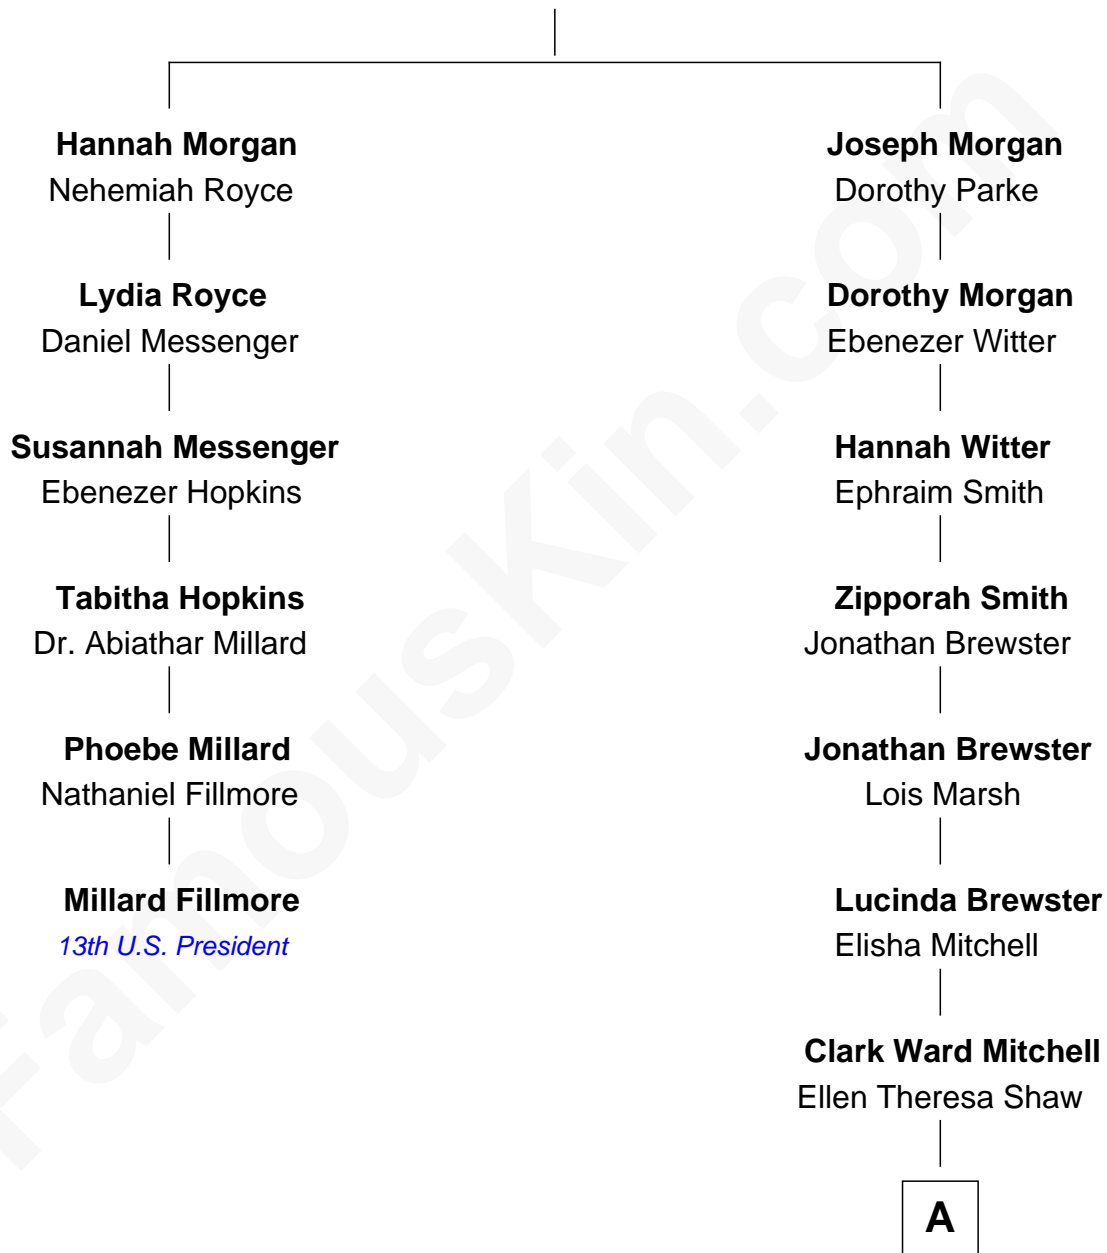 Hannah Morgan
Nehemiah Royce
Joseph Morgan
Dorothy Parke
Lydia Royce
Daniel Messenger
Dorothy Morgan
Ebenezer Witter
Susannah Messenger
Ebenezer Hopkins
Hannah Witter
Ephraim Smith
Tabitha Hopkins
Dr. Abiathar Millard
Zipporah Smith
Jonathan Brewster
Phoebe Millard
Nathaniel Fillmore
Jonathan Brewster
Lois Marsh
Millard Fillmore
13th U.S. President
Lucinda Brewster
Elisha Mitchell
Clark Ward Mitchell
Ellen Theresa Shaw
A
FamousKin.com